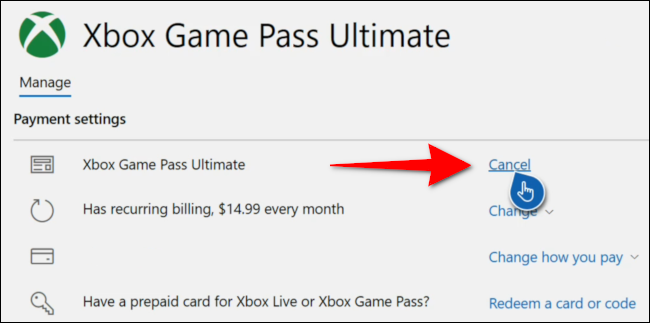 Xbox Game Pass Ultimate
Manage
Payment settings
Xbox Game Pass Ultimate Cancel
Has recurring billing, $14.99 every month Change
Change how you pay
Have a prepaid card for Xbox Live or Xbox Game Pass? Redeem a card or code